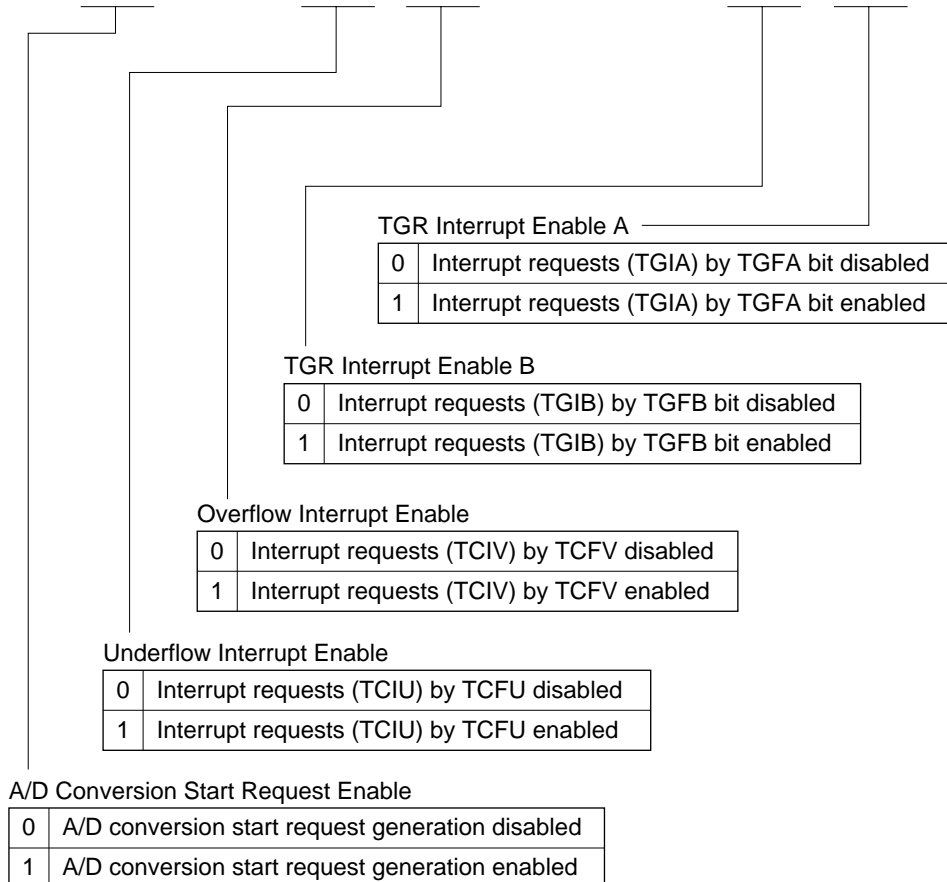 TGR Interrupt Enable A
0 Interrupt requests (TGIA) by TGFA bit disabled
1 Interrupt requests (TGIA) by TGFA bit enabled
TGR Interrupt Enable B
0 Interrupt requests (TGIB) by TGFB bit disabled
1 Interrupt requests (TGIB) by TGFB bit enabled
Overflow Interrupt Enable
0 Interrupt requests (TCIV) by TCFV disabled
1 Interrupt requests (TCIV) by TCFV enabled
Underflow Interrupt Enable
0 Interrupt requests (TCIU) by TCFU disabled
1 Interrupt requests (TCIU) by TCFU enabled
A/D Conversion Start Request Enable
0 A/D conversion start request generation disabled
1 A/D conversion start request generation enabled